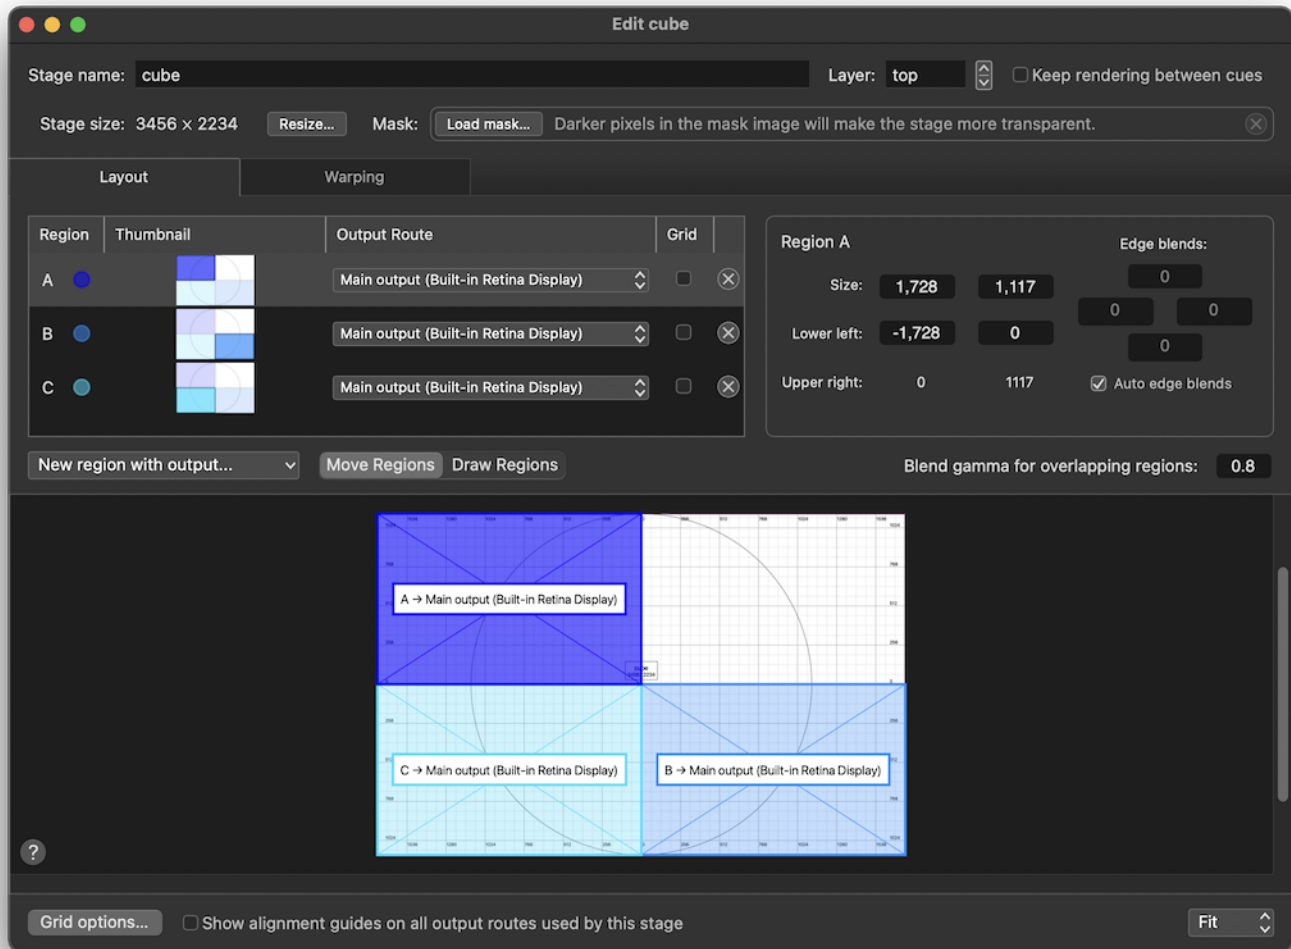 Edit cube
Stage name: cube Layer: top Keep rendering between cues
Stage size: 3456 × 2234 Resize... Mask: Load mask... Darker pixels in the mask image will make the stage more transparent.
Layout Warping
Region Thumbnail Output Route Grid
A Main output (Built-in Retina Display)
B Main output (Built-in Retina Display)
C Main output (Built-in Retina Display)
Region A Edge blends:
0
Size: 1,728 1,117
0 0
Lower left: -1,728 0
0
Upper right: 0 1117 Auto edge blends
New region with output... Move Regions Draw Regions Blend gamma for overlapping regions: 0.8
A → Main output (Built-in Retina Display)
C → Main output (Built-in Retina Display) B → Main output (Built-in Retina Display)
?
Grid options... Show alignment guides on all output routes used by this stage Fit